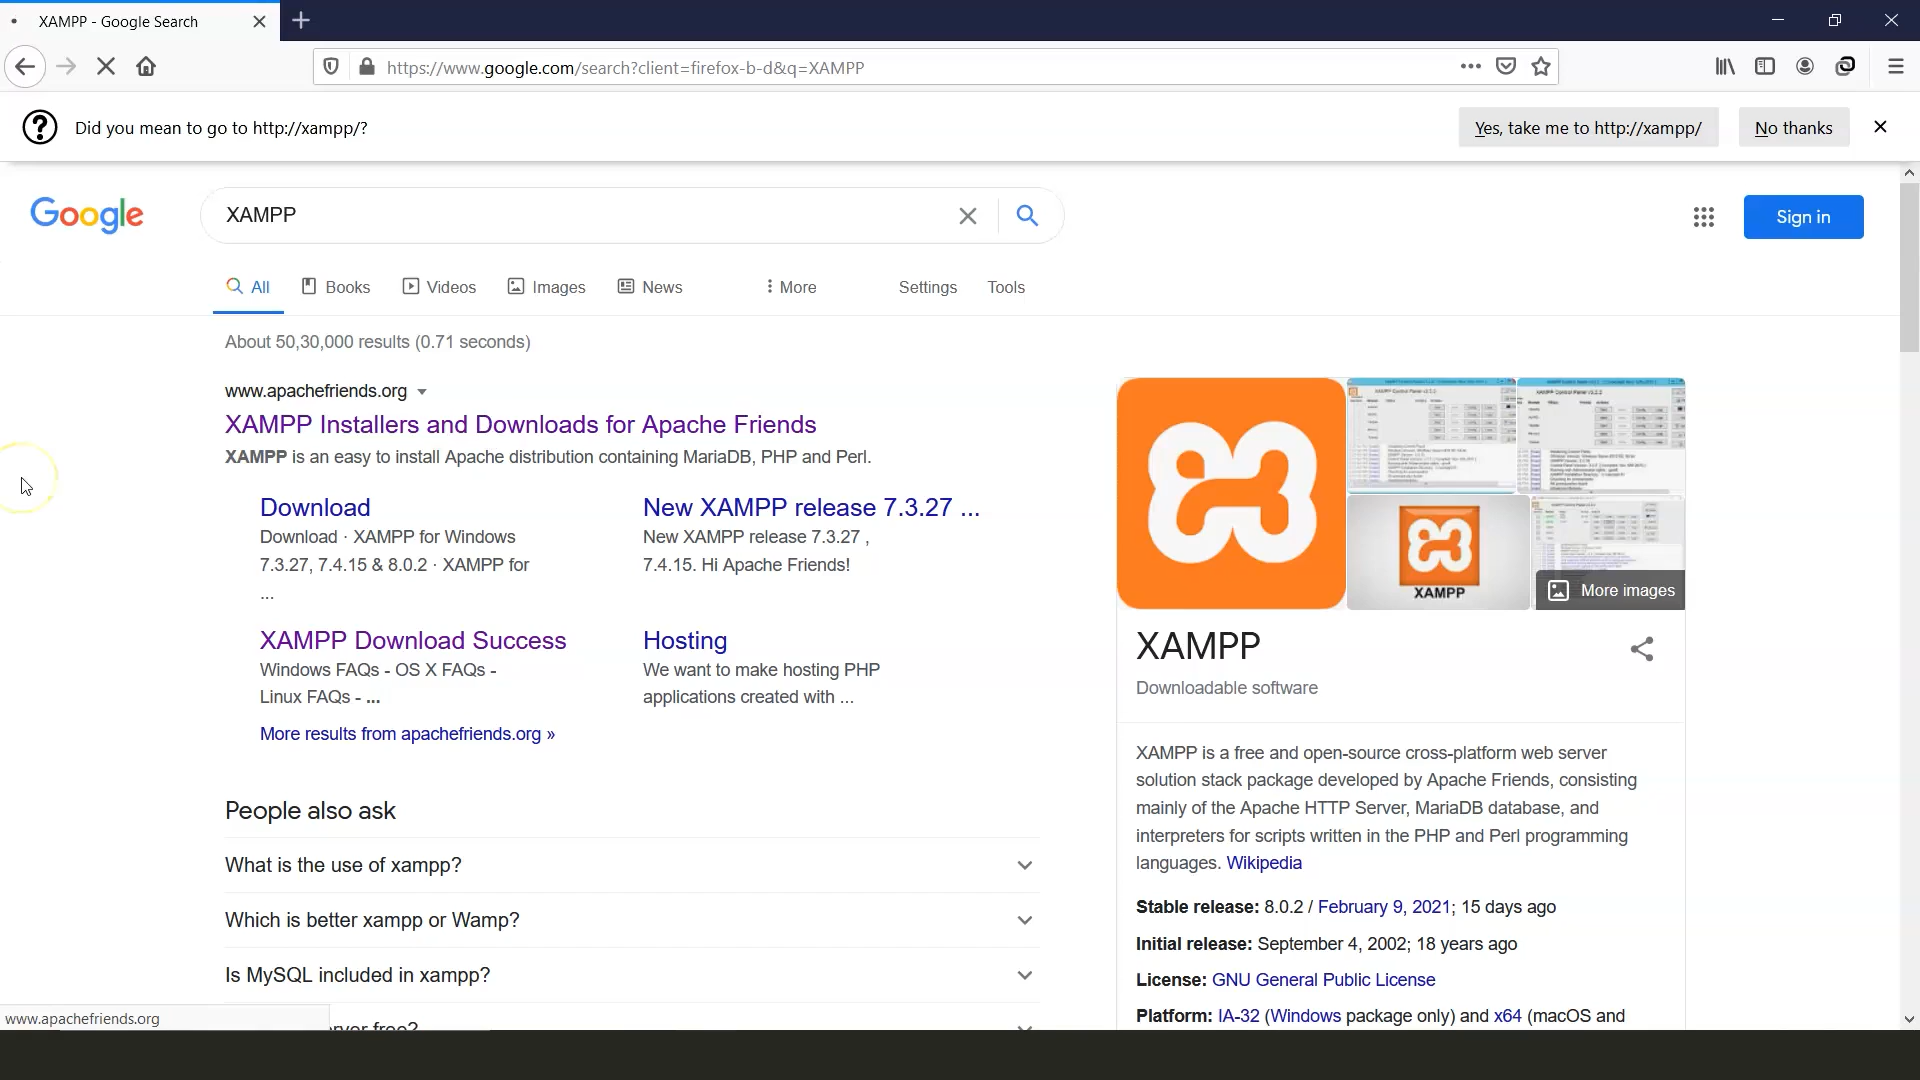 XAMPP - Google Search
https://www.google.com/search?client=firefox-b-d&q=XAMPP
Did you mean to go to http://xampp/?
Yes, take me to http://xampp/
No thanks
Google
XAMPP
Sign in
All
Books
Videos
Images
News
More
Settings
Tools
About 50,30,000 results (0.71 seconds)
www.apachefriends.org
XAMPP Installers and Downloads for Apache Friends
XAMPP is an easy to install Apache distribution containing MariaDB, PHP and Perl.
Download
Download · XAMPP for Windows
7.3.27, 7.4.15 & 8.0.2 · XAMPP for
...
New XAMPP release 7.3.27 ...
New XAMPP release 7.3.27 ,
7.4.15. Hi Apache Friends!
XAMPP Download Success
Windows FAQs - OS X FAQs -
Linux FAQs - ...
Hosting
We want to make hosting PHP
applications created with ...
More results from apachefriends.org »
People also ask
What is the use of xampp?
Which is better xampp or Wamp?
Is MySQL included in xampp?
www.apachefriends.org
XAMPP
More images
XAMPP
Downloadable software
XAMPP is a free and open-source cross-platform web server
solution stack package developed by Apache Friends, consisting
mainly of the Apache HTTP Server, MariaDB database, and
interpreters for scripts written in the PHP and Perl programming
languages. Wikipedia
Stable release: 8.0.2 / February 9, 2021; 15 days ago
Initial release: September 4, 2002; 18 years ago
License: GNU General Public License
Platform: IA-32 (Windows package only) and x64 (macOS and